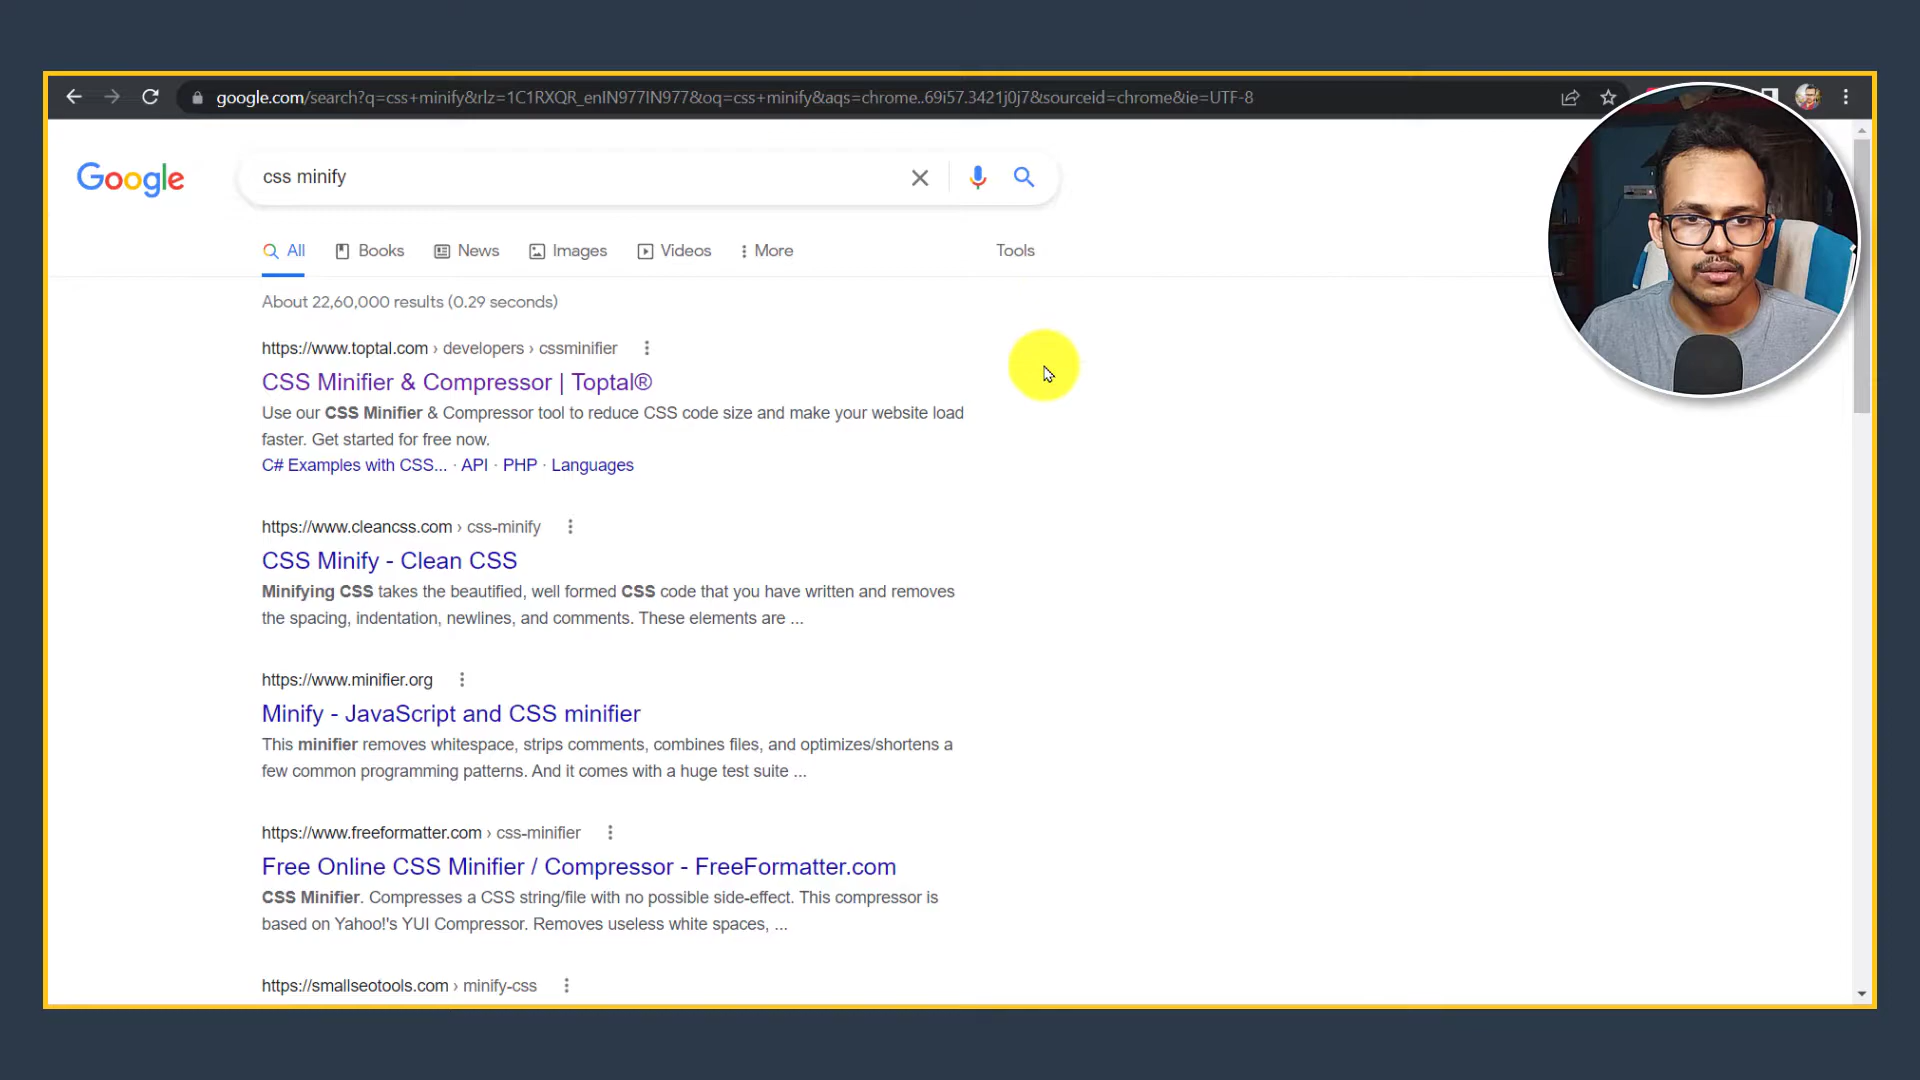 google.com/search?q=css+minify&rlz=1C1RXQR_enIN977IN977&oq=css+minify&aqs=chrome..69i57.3421j0j7&sourceid=chrome&ie=UTF-8
Google
css minify
All Books News Images Videos More Tools
About 22,60,000 results (0.29 seconds)
https://www.toptal.com › developers › cssminifier
CSS Minifier & Compressor | Toptal®
Use our CSS Minifier & Compressor tool to reduce CSS code size and make your website load
faster. Get started for free now.
C# Examples with CSS... · API · PHP · Languages
https://www.cleancss.com › css-minify
CSS Minify - Clean CSS
Minifying CSS takes the beautified, well formed CSS code that you have written and removes
the spacing, indentation, newlines, and comments. These elements are ...
https://www.minifier.org
Minify - JavaScript and CSS minifier
This minifier removes whitespace, strips comments, combines files, and optimizes/shortens a
few common programming patterns. And it comes with a huge test suite ...
https://www.freeformatter.com › css-minifier
Free Online CSS Minifier / Compressor - FreeFormatter.com
CSS Minifier. Compresses a CSS string/file with no possible side-effect. This compressor is
based on Yahoo!'s YUI Compressor. Removes useless white spaces, ...
https://smallseotools.com › minify-css